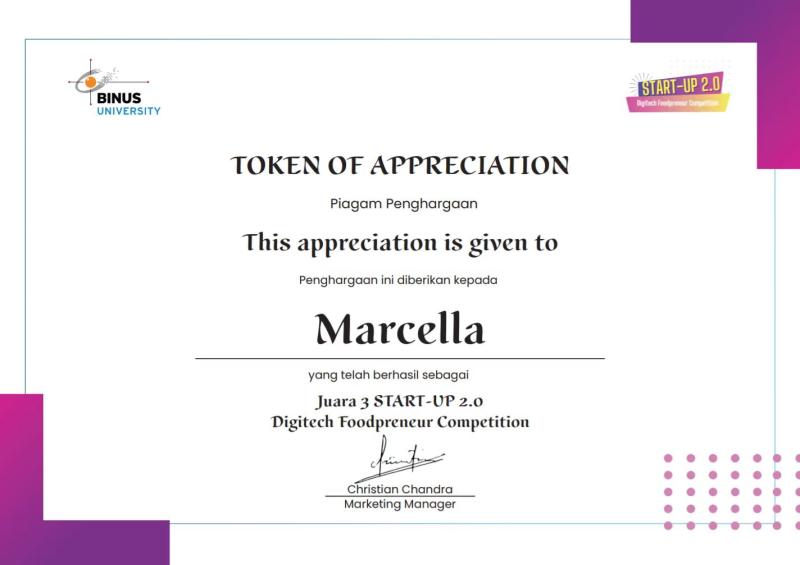 BINUS
UNIVERSITY
START-UP 2.0
Digitech Foodpreneur Competition
TOKEN OF APPRECIATION
Piagam Penghargaan
This appreciation is given to
Penghargaan ini diberikan kepada
Marcella
yang telah berhasil sebagai
Juara 3 START-UP 2.0
Digitech Foodpreneur Competition
Christian Chandra
Marketing Manager